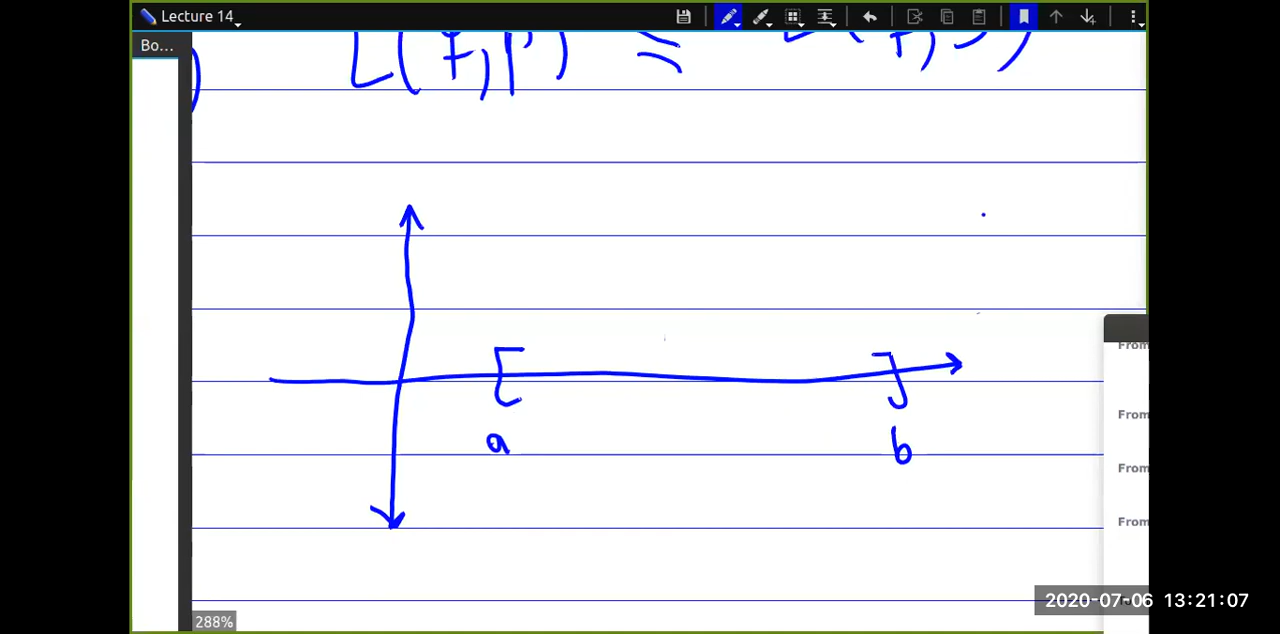 Lecture 14
Bo...
L(f,P) ≤ L(f,
a
b
From
From
From
From
288%
2020-07-06 13:21:07